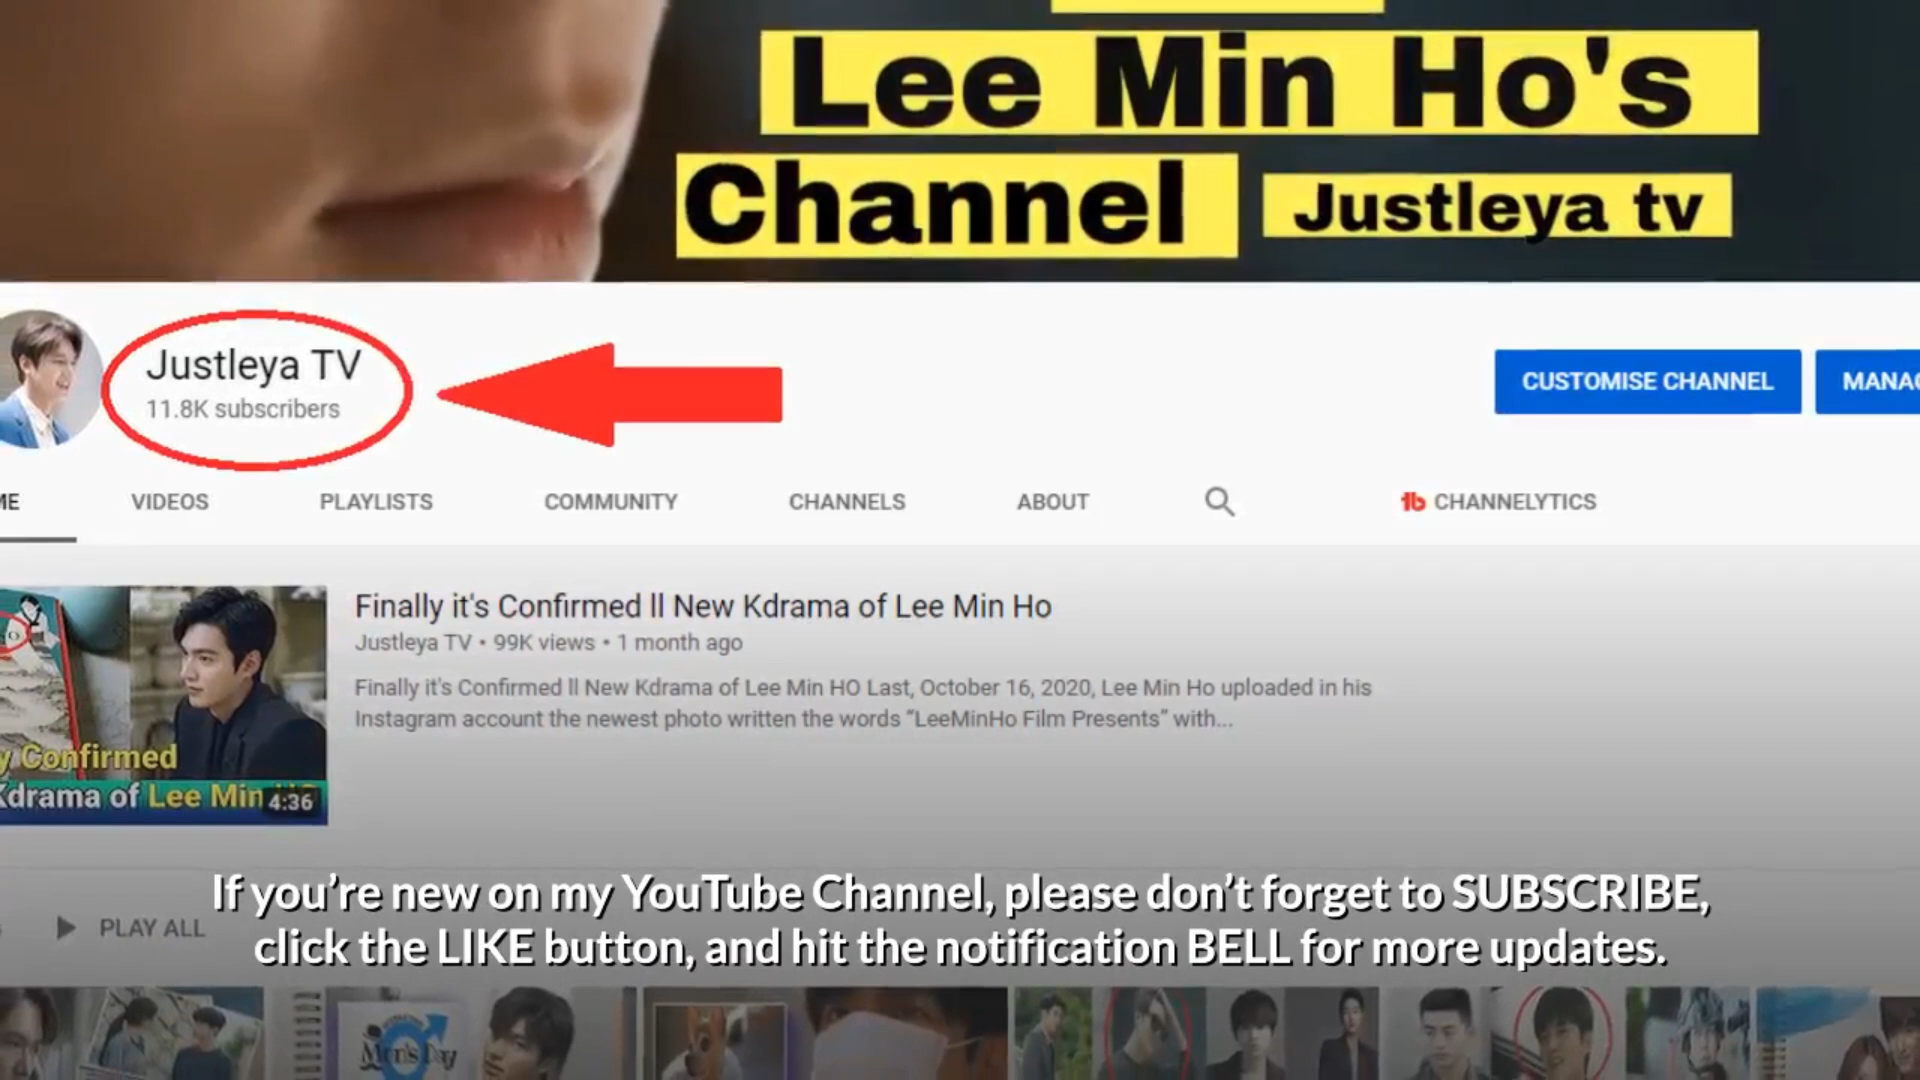 Lee Min Ho's
Channel Justleya tv
Justleya TV
11.8K subscribers
CUSTOMISE CHANNEL
VIDEOS PLAYLISTS COMMUNITY CHANNELS ABOUT CHANNELYTICS
Finally it's Confirmed ll New Kdrama of Lee Min Ho
Justleya TV • 99K views • 1 month ago
Finally it's Confirmed ll New Kdrama of Lee Min HO Last, October 16, 2020, Lee Min Ho uploaded in his
Instagram account the newest photo written the words “LeeMinHo Film Presents” with...
Confirmed
Kdrama of Lee Min
4:36
PLAY ALL
If you’re new on my YouTube Channel, please don’t forget to SUBSCRIBE,
click the LIKE button, and hit the notification BELL for more updates.
Men's Day